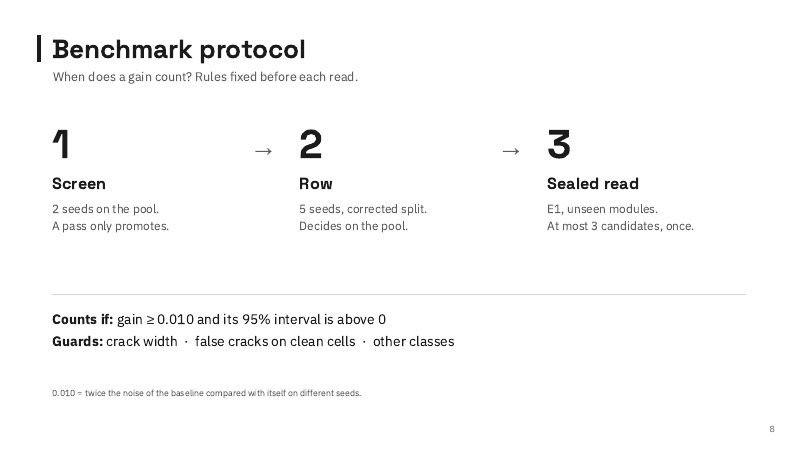 Benchmark protocol
When does a gain count? Rules fixed before each read.
1 → 2 → 3
Screen
2 seeds on the pool.
A pass only promotes.
Row
5 seeds, corrected split.
Decides on the pool.
Sealed read
E1, unseen modules.
At most 3 candidates, once.
Counts if: gain ≥ 0.010 and its 95% interval is above 0
Guards: crack width · false cracks on clean cells · other classes
0.010 = twice the noise of the baseline compared with itself on different seeds.
8